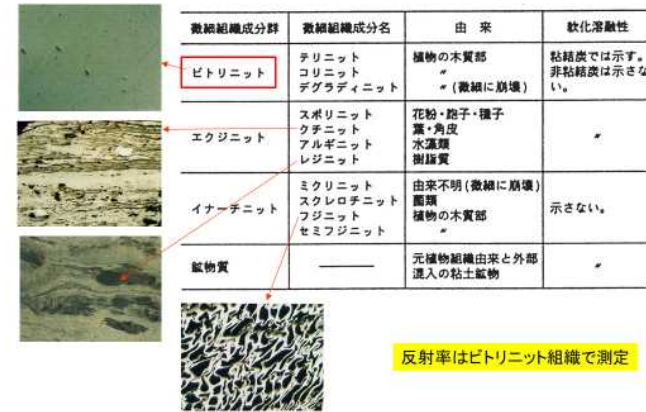 微細組織成分群 微細組織成分名 由 来 軟化溶融性
ビトリニット
テリニット 植物の木質部 粘結炭では示す。
コリニット 〃 非粘結炭は示さな
デグラディニット 〃 (微細に崩壊) い。
エクジニット
スポリニット 花粉・胞子・種子
クチニット 葉・角皮
アルギニット 水藻類 〃
レジニット 樹脂質
イナーチニット
ミクリニット 由来不明(微細に崩壊)
スクレロチニット 菌類
フジニット 植物の木質部 示さない。
セミフジニット 〃
鉱物質 ——— 元植物組織由来と外部 〃
混入の粘土鉱物
反射率はビトリニット組織で測定